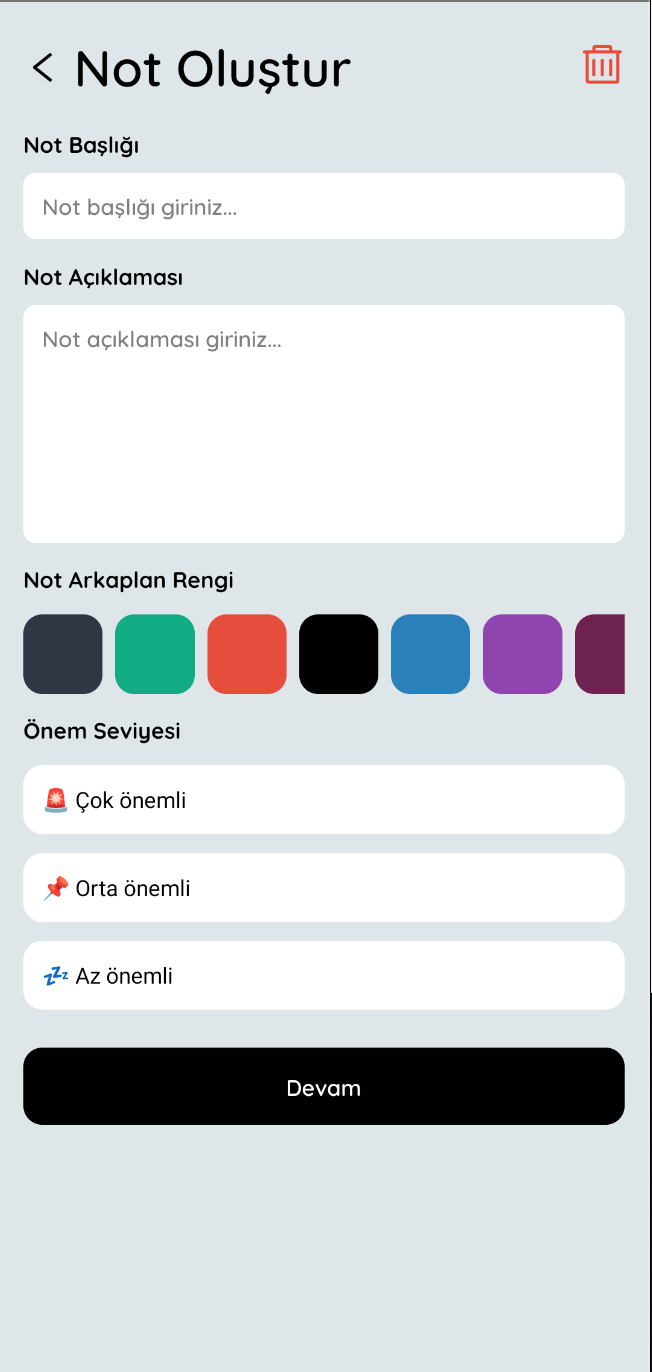 Not Oluştur
Not Başlığı
Not başlığı giriniz...
Not Açıklaması
Not açıklaması giriniz...
Not Arkaplan Rengi
Önem Seviyesi
🚨 Çok önemli
📌 Orta önemli
💤 Az önemli
Devam